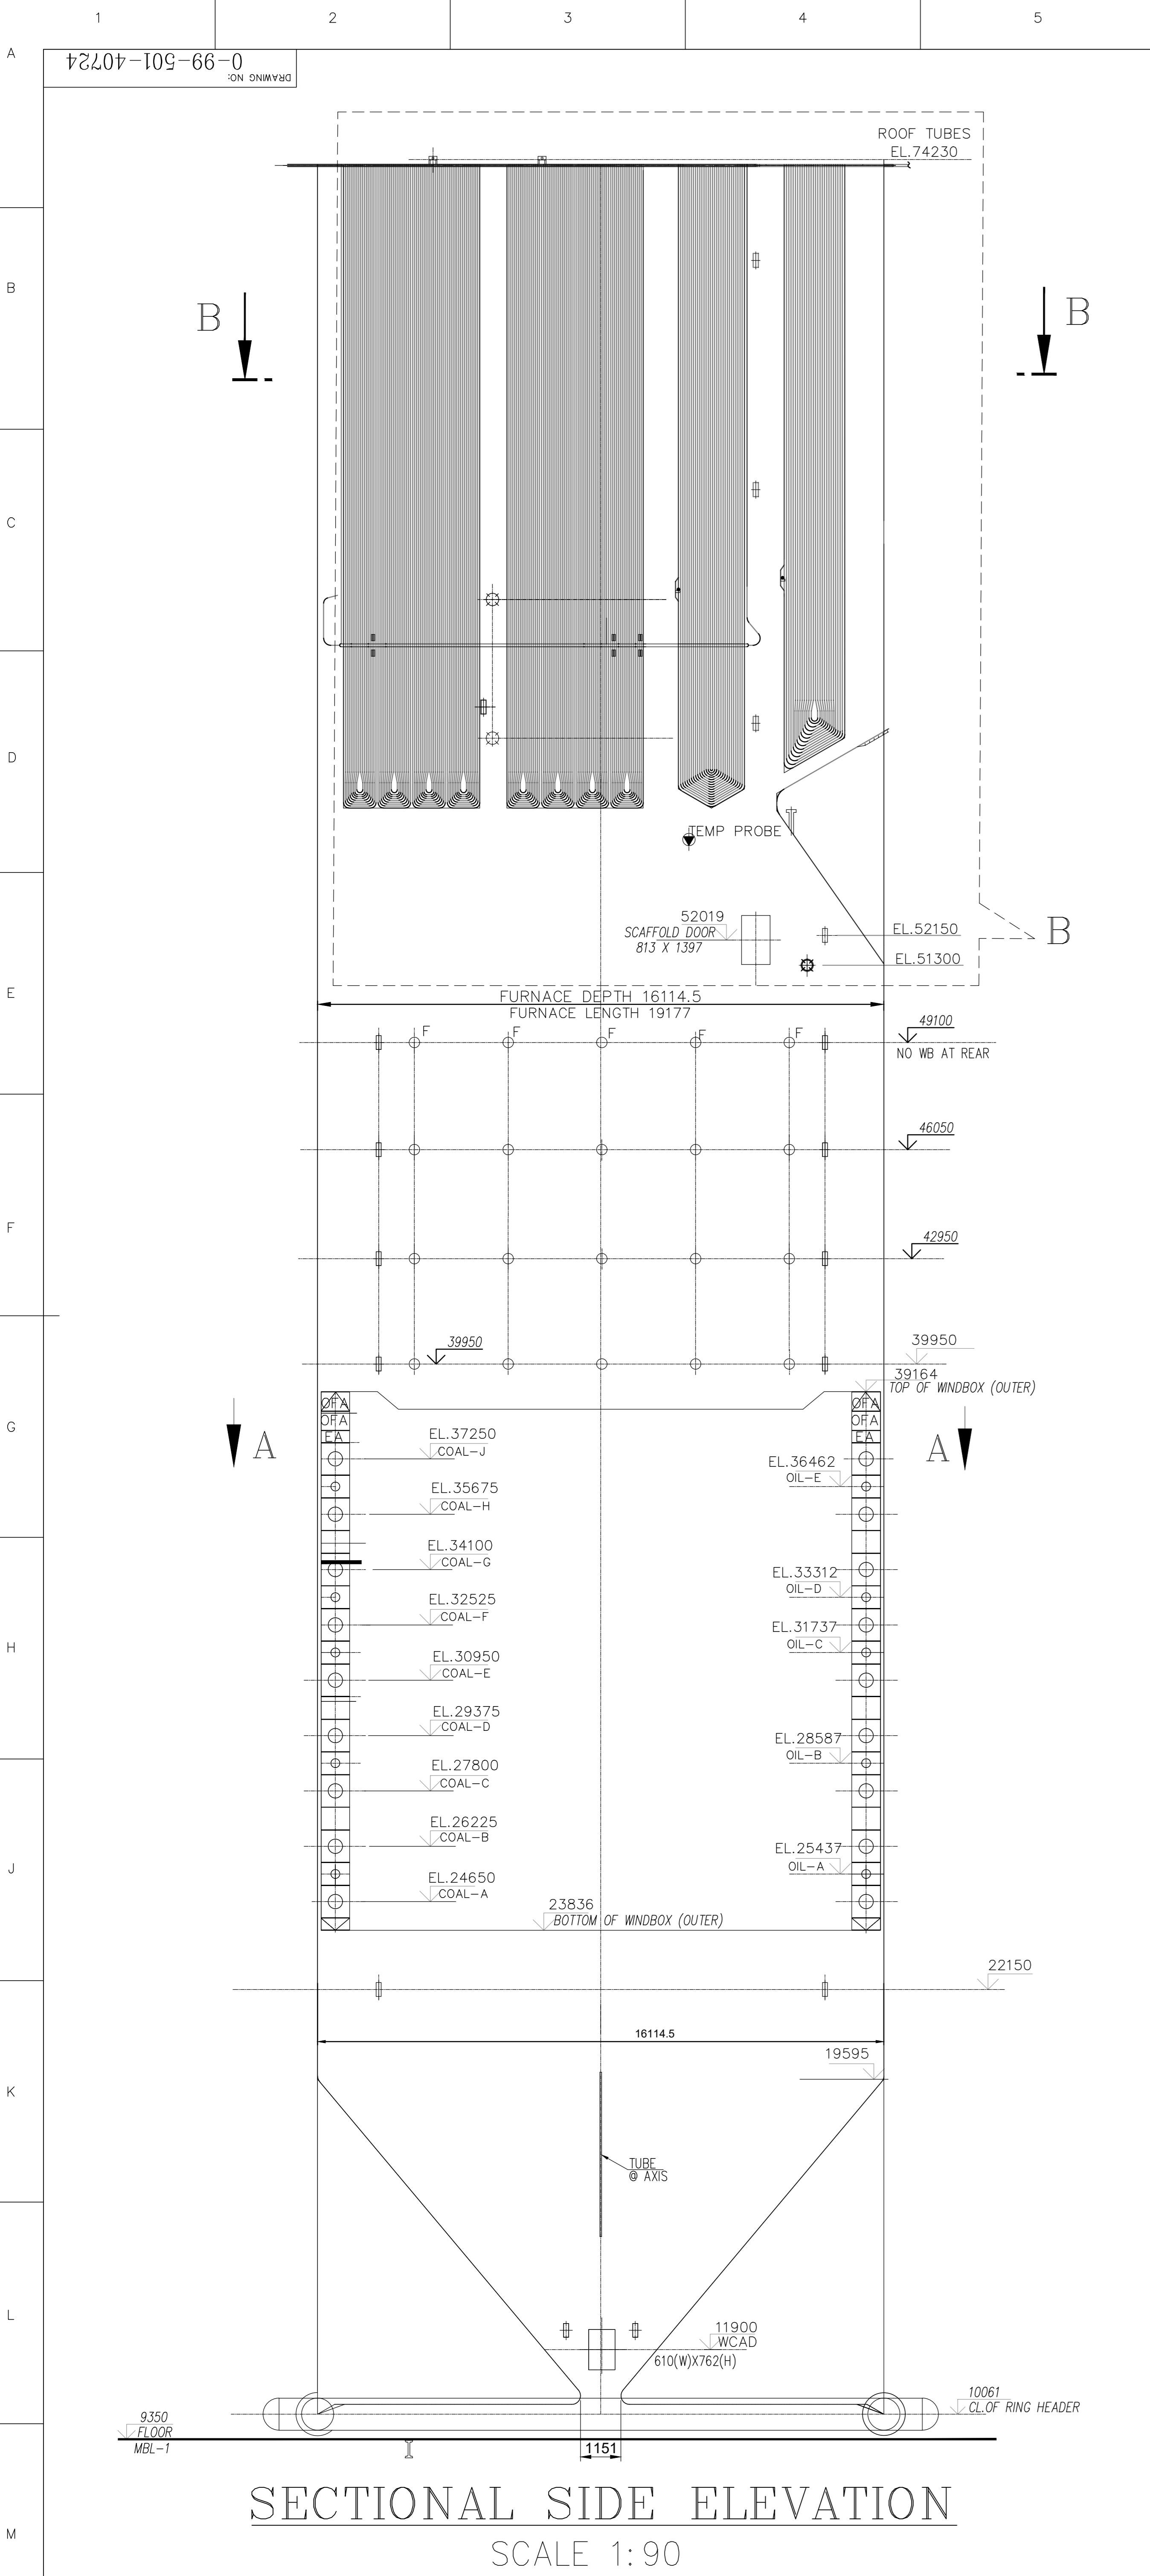 1 2 3 4 5
A
DRAWING NO:
0-99-501-40724
ROOF TUBES
EL.74230
B
B B
C
D
TEMP PROBE
52019
SCAFFOLD DOOR
813 X 1397
EL.52150
B
EL.51300
E
FURNACE DEPTH 16114.5
FURNACE LENGTH 19177
49100
F F F F F
NO WB AT REAR
46050
F
42950
39950
39950
39164
TOP OF WINDBOX (OUTER)
OFA OFA
OFA OFA
EA EA
G
A A
EL.37250
COAL-J
EL.36462
OIL-E
EL.35675
COAL-H
EL.34100
COAL-G
EL.33312
OIL-D
EL.32525
COAL-F
EL.31737
OIL-C
H
EL.30950
COAL-E
EL.29375
COAL-D
EL.28587
OIL-B
EL.27800
COAL-C
EL.26225
COAL-B
EL.25437
OIL-A
J
EL.24650
COAL-A
23836
BOTTOM OF WINDBOX (OUTER)
22150
16114.5
19595
K
TUBE
@ AXIS
L
11900
WCAD
610(W)X762(H)
10061
CL.OF RING HEADER
9350
FLOOR
MBL-1
1151
SECTIONAL SIDE ELEVATION
M
SCALE 1:90